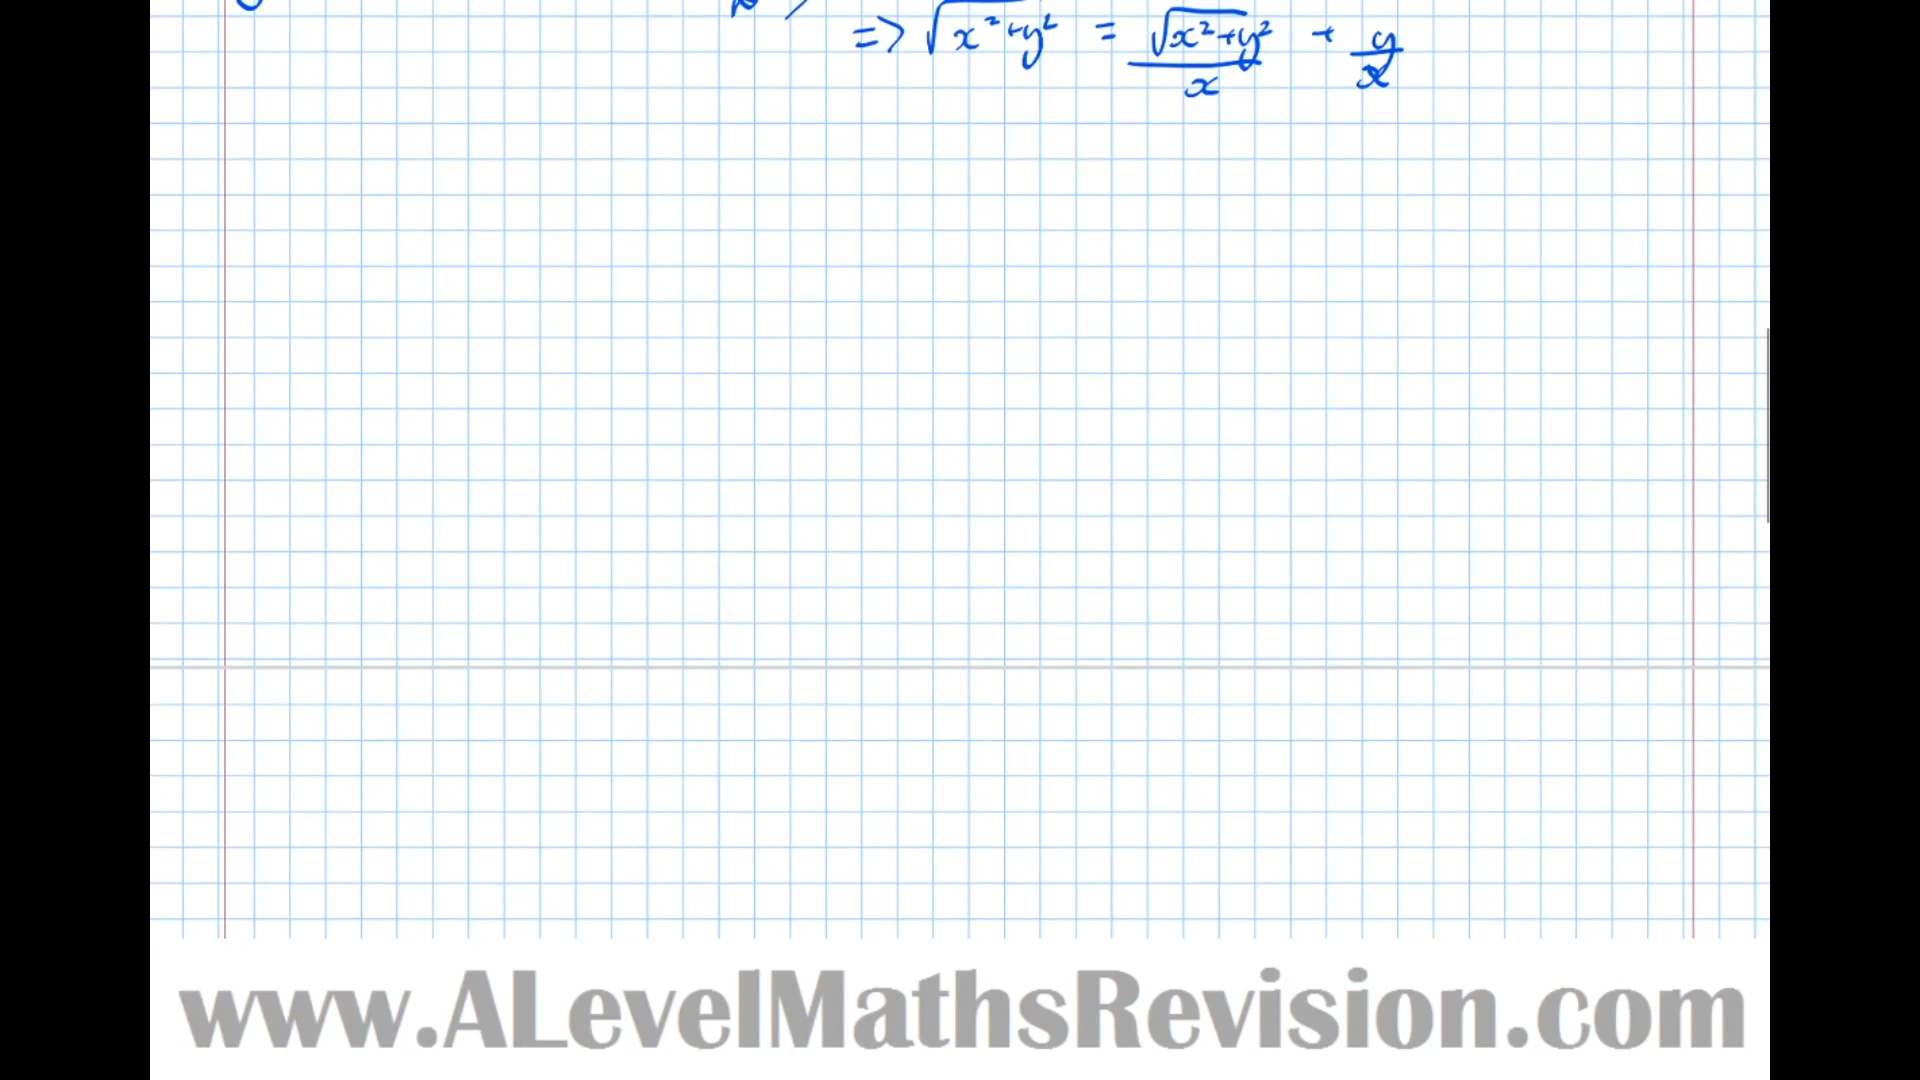 => √x²+y² = √x²+y²/x + y/x
www.ALevelMathsRevision.com